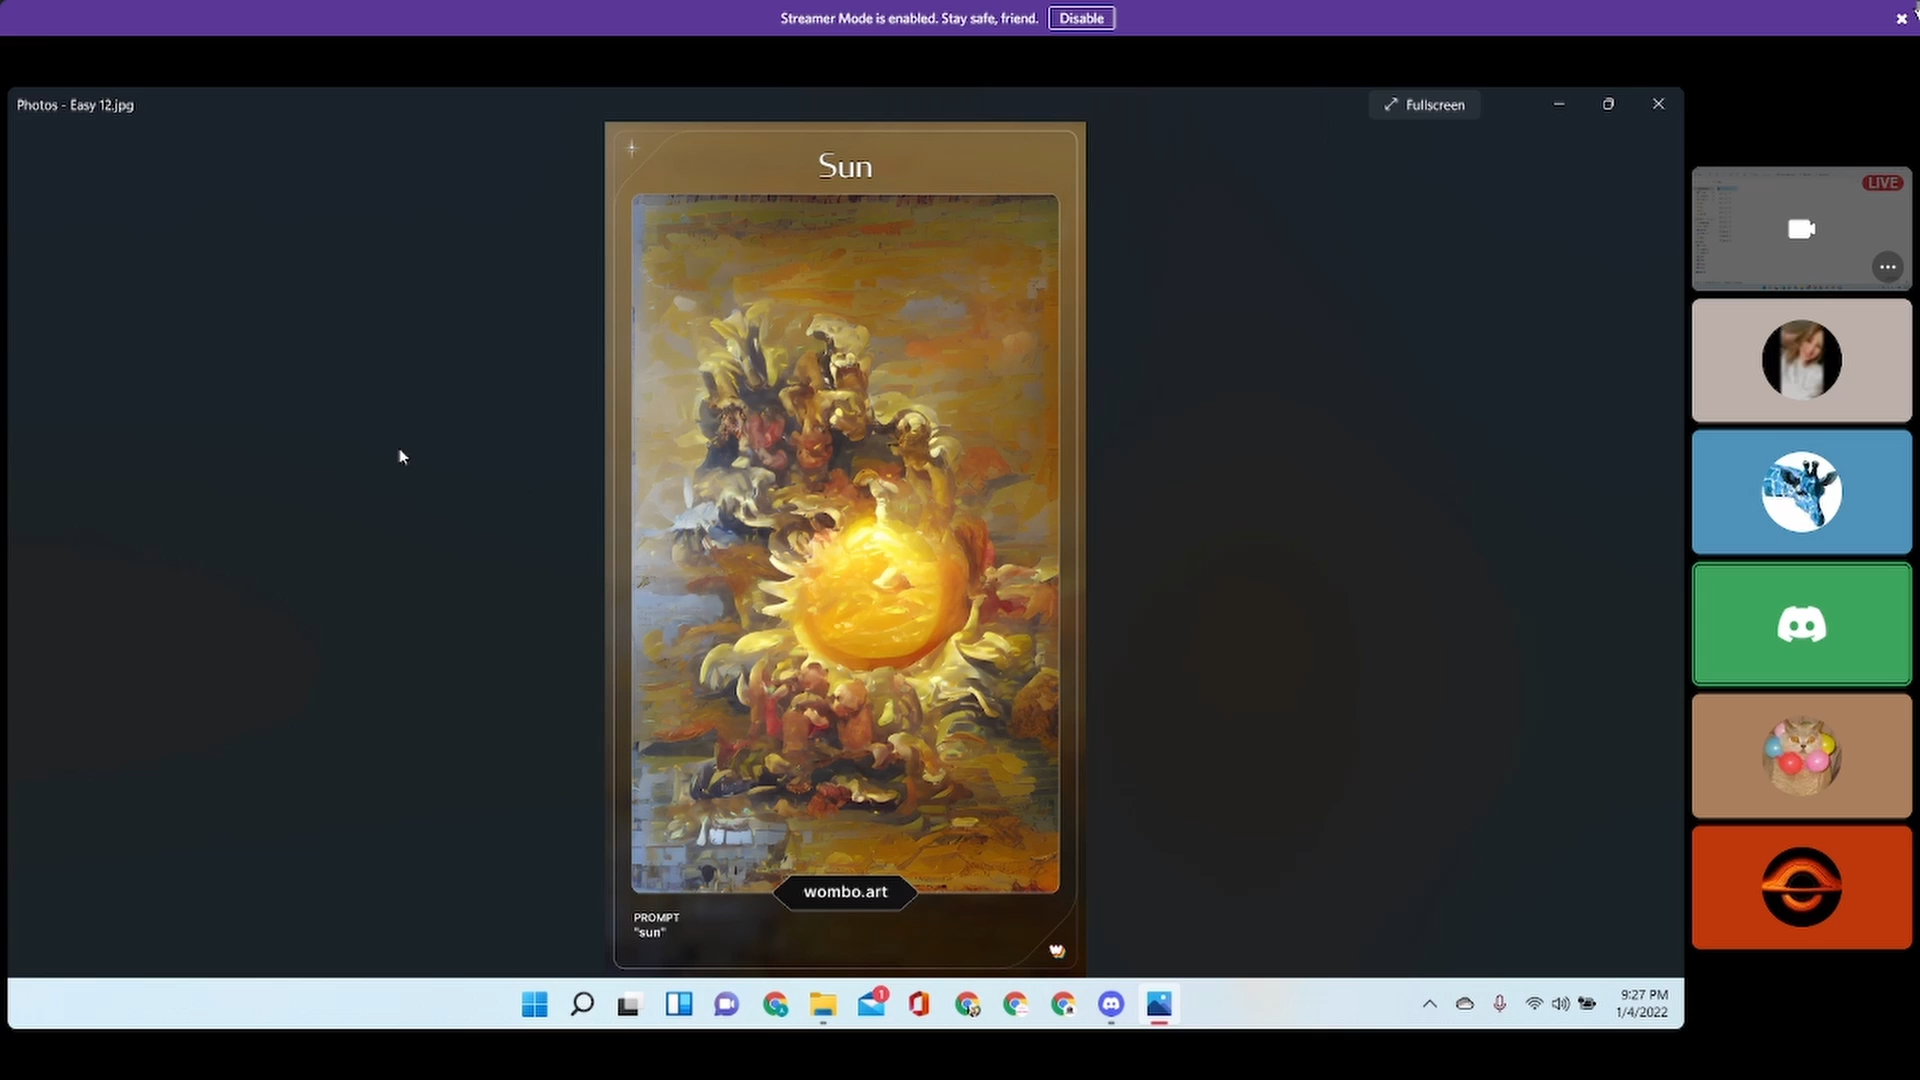 Streamer Mode is enabled. Stay safe, friend. Disable
Photos - Easy 12.jpg
Fullscreen
Sun
LIVE
wombo.art
PROMPT
"sun"
1
9:27 PM
1/4/2022